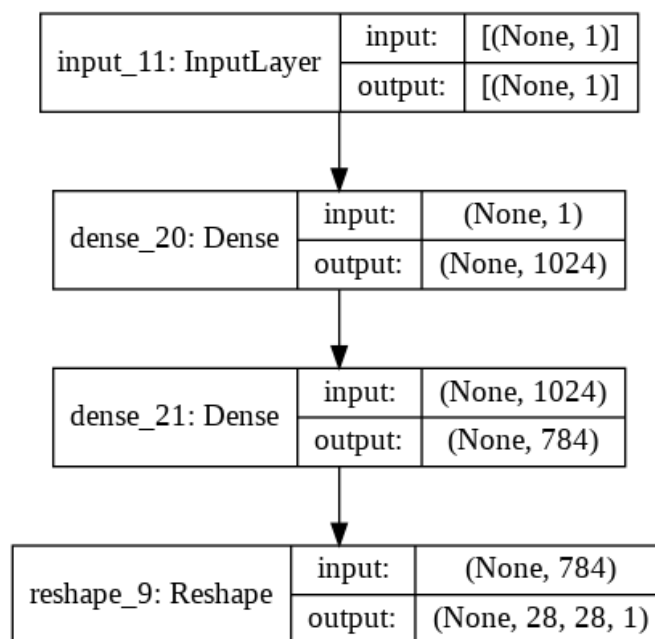 input_11: InputLayer
input:
[(None, 1)]
output:
[(None, 1)]
dense_20: Dense
input:
(None, 1)
output:
(None, 1024)
dense_21: Dense
input:
(None, 1024)
output:
(None, 784)
reshape_9: Reshape
input:
(None, 784)
output:
(None, 28, 28, 1)